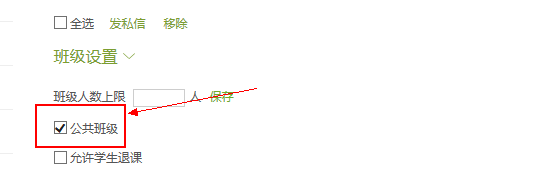 全选 发私信 移除
班级设置
班级人数上限 人 保存
公共班级
允许学生退课